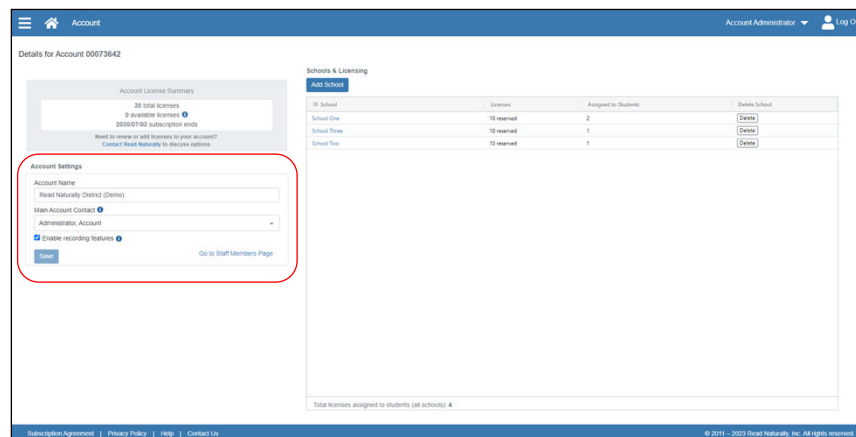 Account
Account Administrator
Log O
Details for Account 00073642
Account License Summary
30 total licenses
0 available licenses
2030/07/03 subscription ends
Need to renew or add licenses to your account?
Contact Read Naturally to discuss options.
Account Settings
Account Name
Read Naturally District (Demo)
Main Account Contact
Administrator, Account
Enable recording features
Save
Go to Staff Members Page
Schools & Licensing
Add School
School Licenses Assigned to Students Delete School
School One 10 reserved 2 Delete
School Three 10 reserved 1 Delete
School Two 10 reserved 1 Delete
Total licenses assigned to students (all schools): 4
Subscription Agreement | Privacy Policy | Help | Contact Us
© 2011 – 2023 Read Naturally, Inc. All rights reserved.